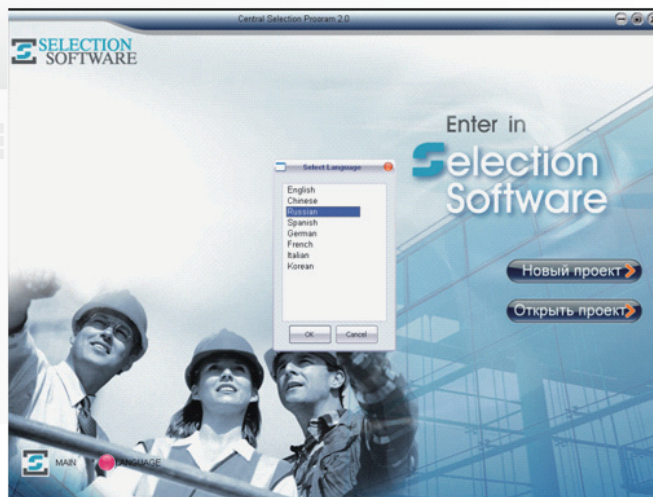 Central Selection Program 2.0
SELECTION
SOFTWARE
Enter in
Selection
Software
Select Language
English
Chinese
Russian
Spanish
German
French
Italian
Korean
OK
Cancel
Новый проект
Открыть проект
MAIN
LANGUAGE